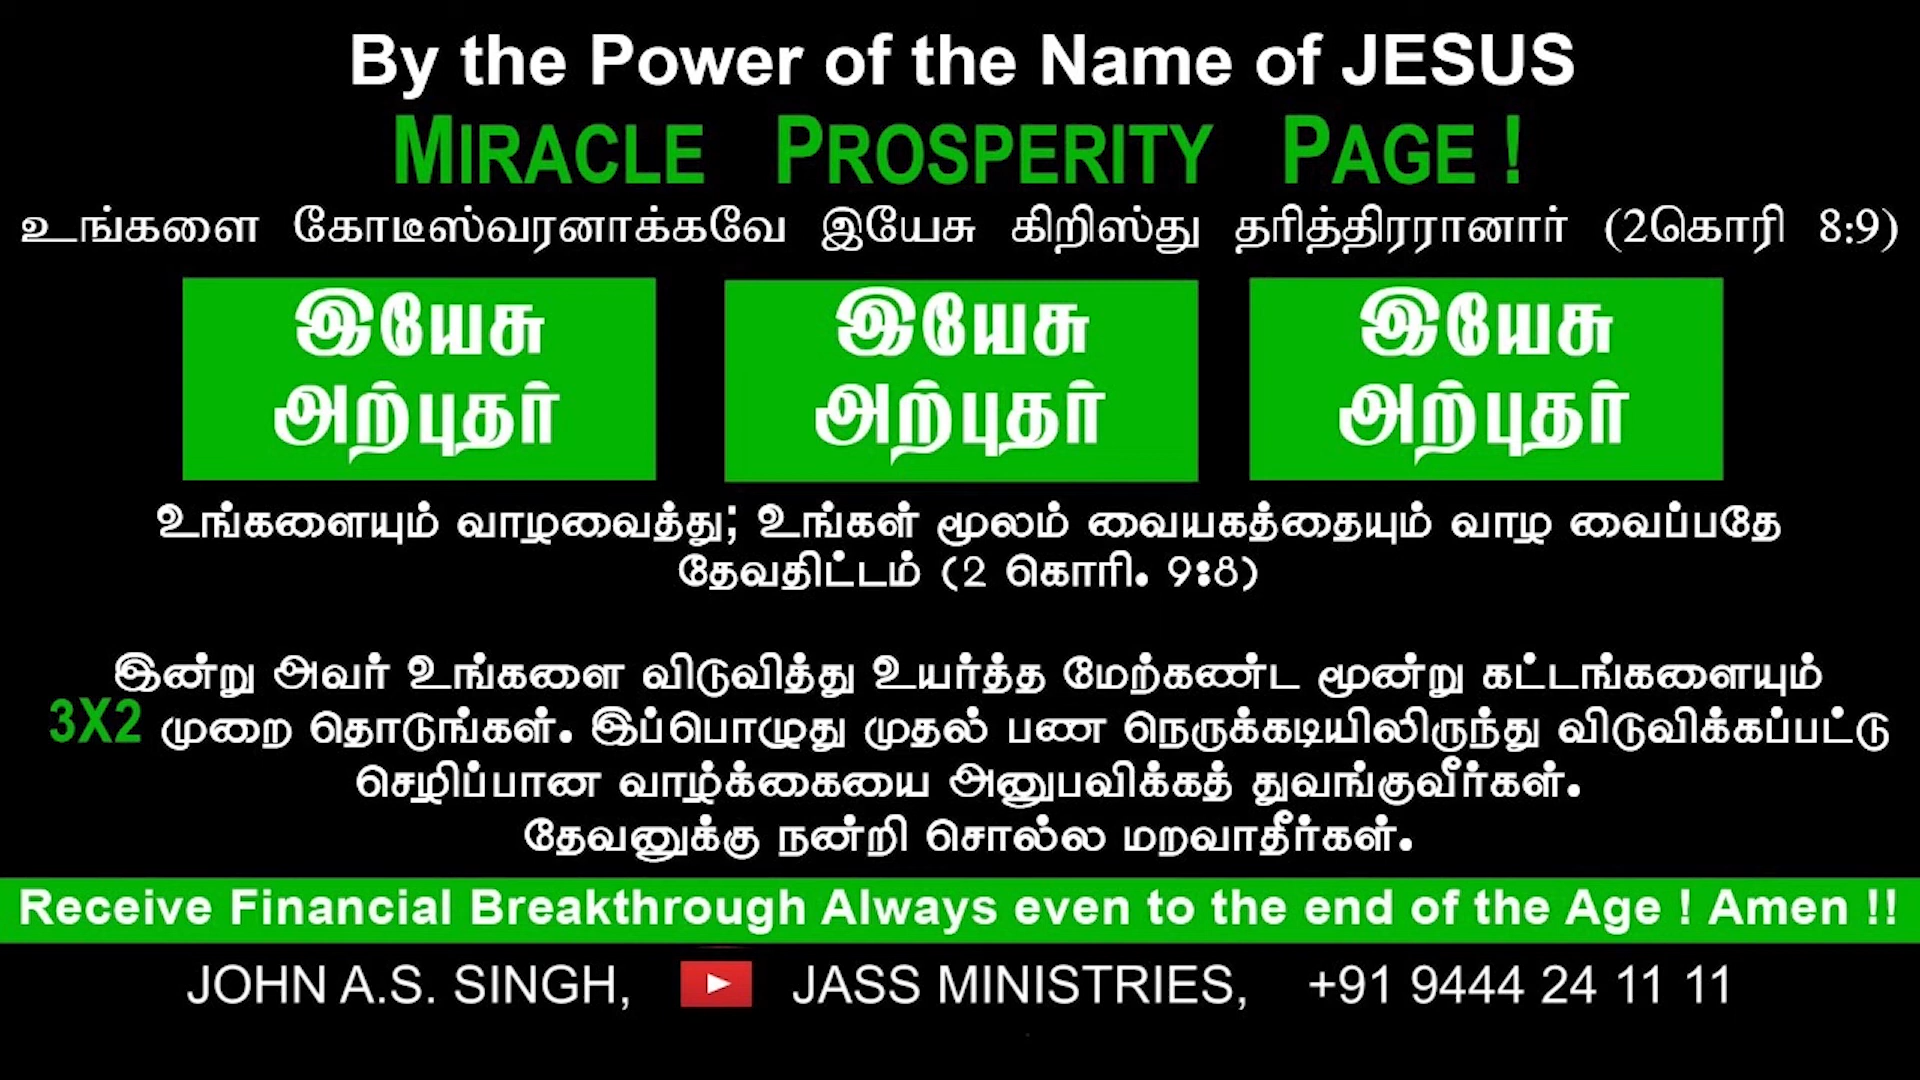 By the Power of the Name of JESUS
MIRACLE PROSPERITY PAGE !
உங்களை கோடீஸ்வரனாக்கவே இயேசு கிறிஸ்து தரித்திரரானார் (2கொரி 8:9)
இயேசு அற்புதர்
இயேசு அற்புதர்
இயேசு அற்புதர்
உங்களையும் வாழவைத்து; உங்கள் மூலம் வையகத்தையும் வாழ வைப்பதே
தேவதிட்டம் (2 கொரி. 9:8)
இன்று அவர் உங்களை விடுவித்து உயர்த்த மேற்கண்ட மூன்று கட்டங்களையும்
3X2 முறை தொடுங்கள். இப்பொழுது முதல் பண நெருக்கடியிலிருந்து விடுவிக்கப்பட்டு
செழிப்பான வாழ்க்கையை அனுபவிக்கத் துவங்குவீர்கள்.
தேவனுக்கு நன்றி சொல்ல மறவாதீர்கள்.
Receive Financial Breakthrough Always even to the end of the Age ! Amen !!
JOHN A.S. SINGH, JASS MINISTRIES, +91 9444 24 11 11